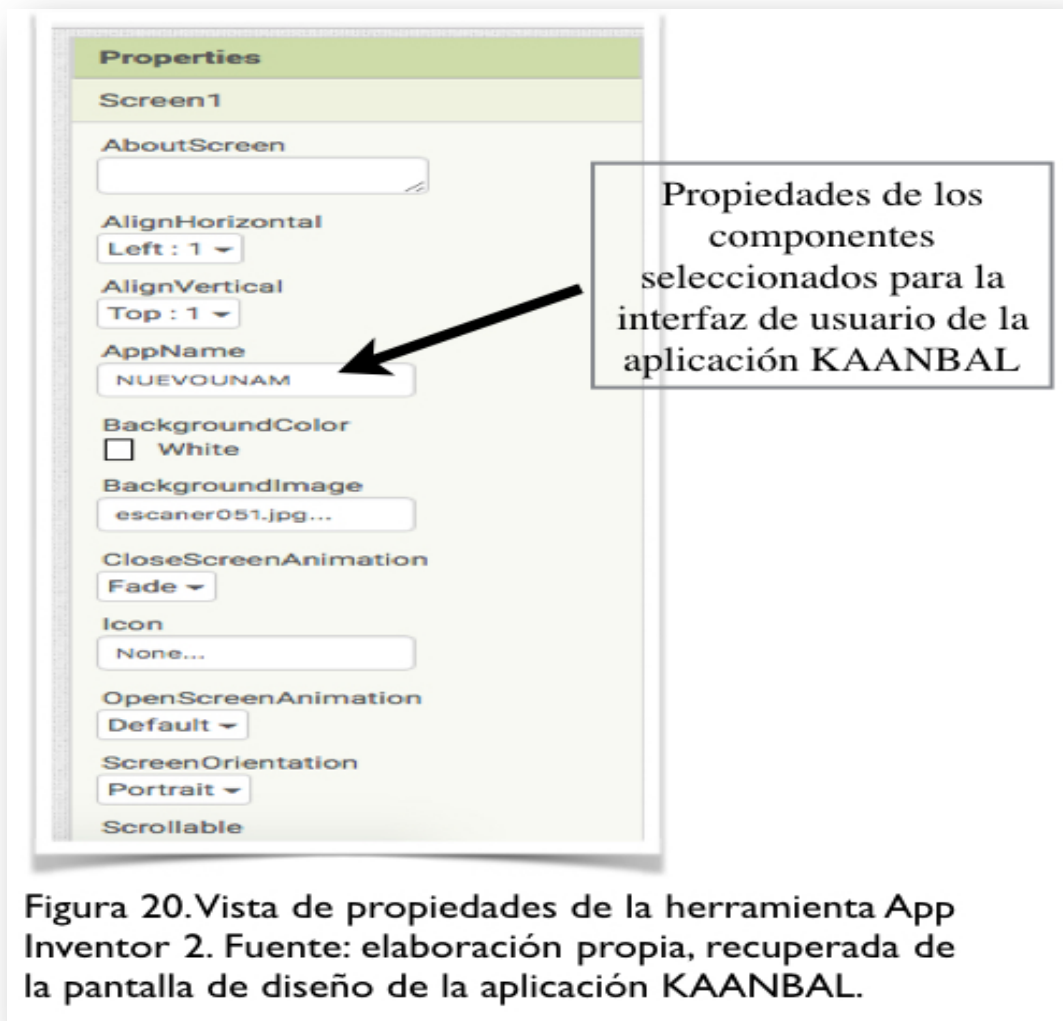 Properties
Screen1
AboutScreen
AlignHorizontal
Left : 1
AlignVertical
Top : 1
AppName
NUEVOUNAM
BackgroundColor
White
BackgroundImage
escaner051.jpg...
CloseScreenAnimation
Fade
Icon
None...
OpenScreenAnimation
Default
ScreenOrientation
Portrait
Scrollable
Propiedades de los
componentes
seleccionados para la
interfaz de usuario de la
aplicación KAANBAL
Figura 20. Vista de propiedades de la herramienta App
Inventor 2. Fuente: elaboración propia, recuperada de
la pantalla de diseño de la aplicación KAANBAL.